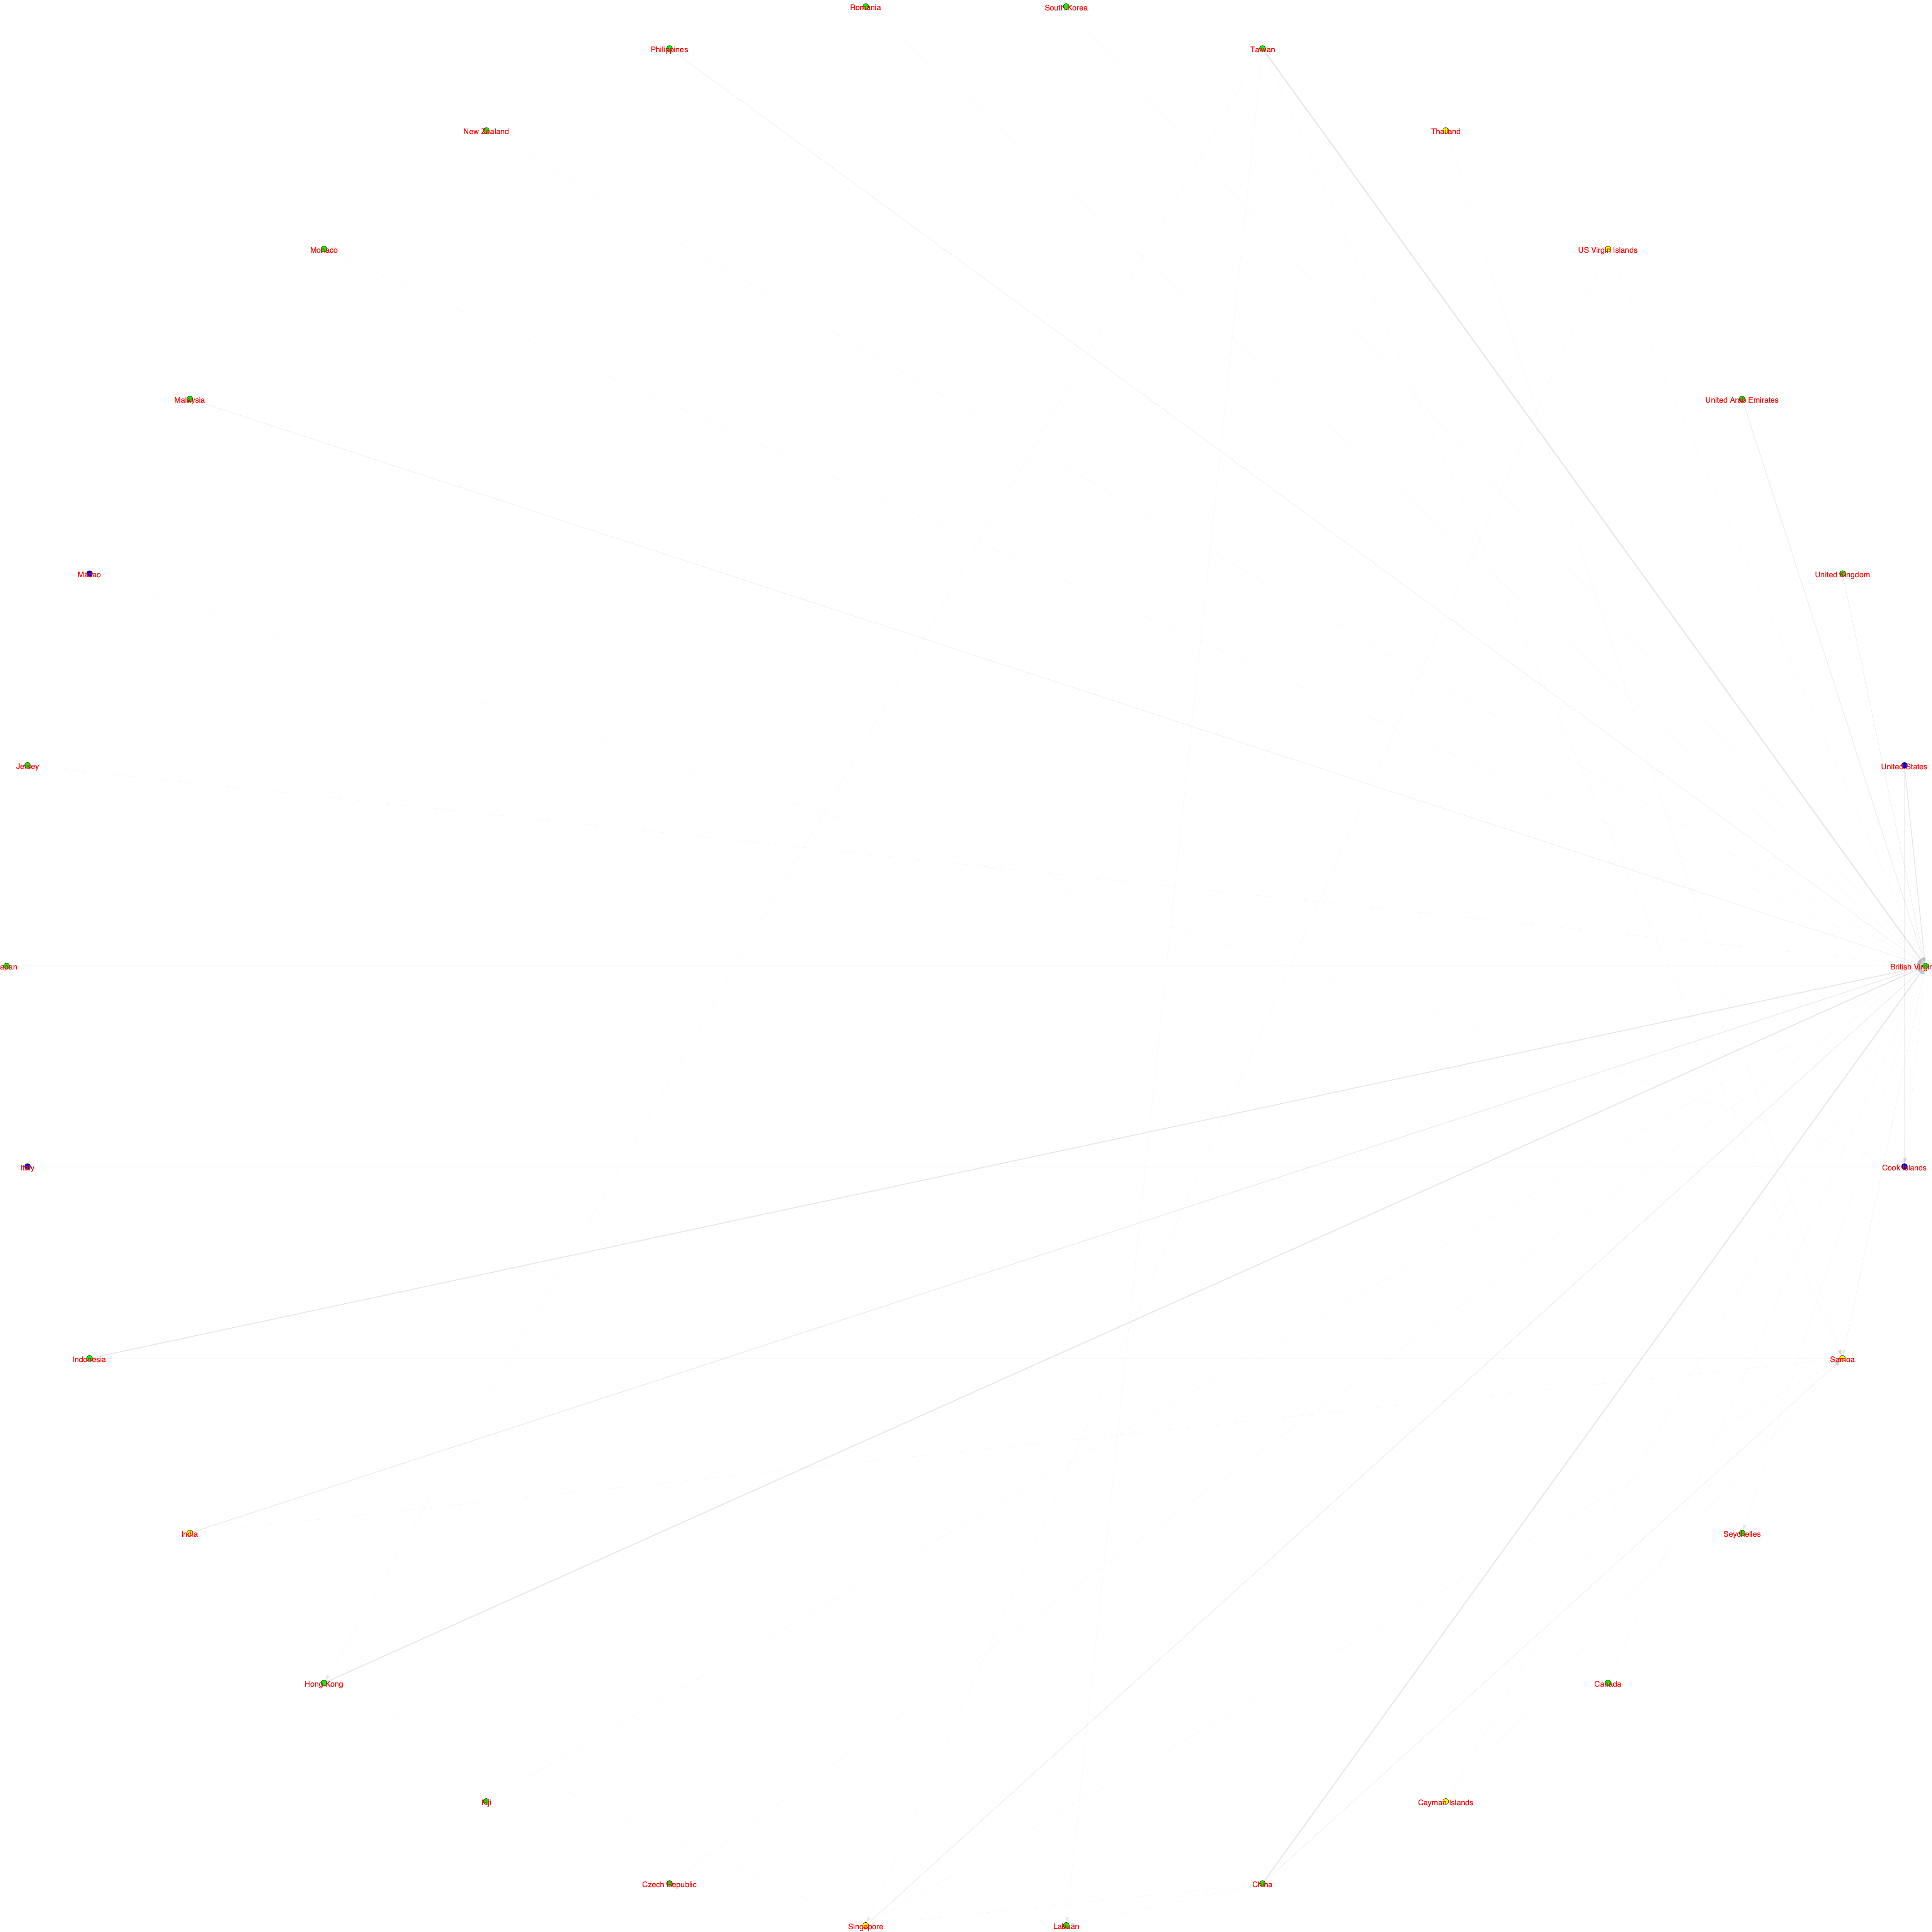 Romania
South Korea
Philippines
Taiwan
New Zealand
Thailand
Monaco
US Virgin Islands
Malaysia
United Arab Emirates
Macao
United Kingdom
Jersey
United States
apan
British Virgin
Italy
Cook Islands
Indonesia
Samoa
India
Seychelles
Hong Kong
Canada
Fiji
Cayman Islands
Czech Republic
China
Singapore
Labuan